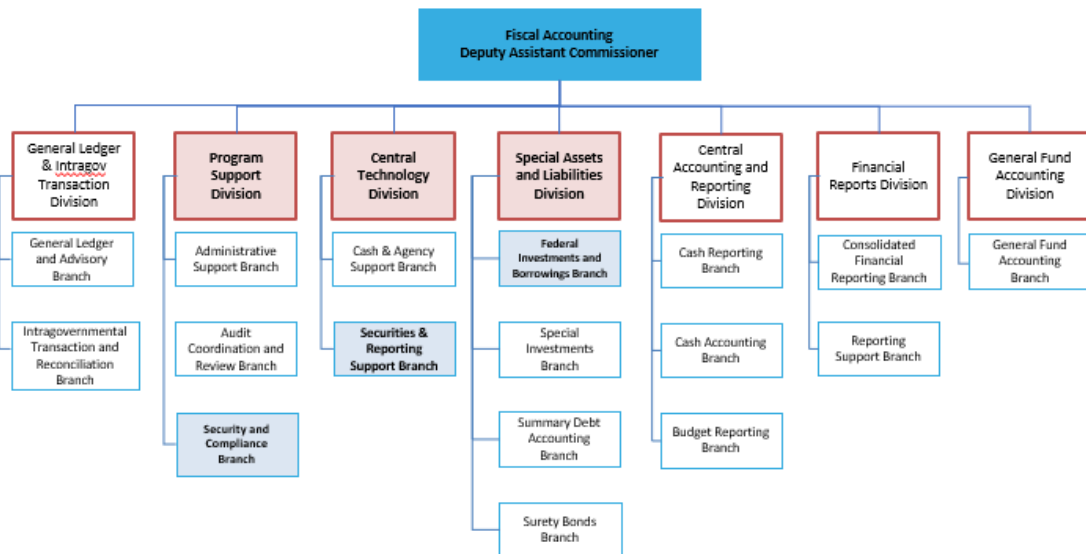 Fiscal Accounting
Deputy Assistant Commissioner
General Ledger
& Intragov
Transaction
Division
Program
Support
Division
Central
Technology
Division
Special Assets
and Liabilities
Division
Central
Accounting and
Reporting
Division
Financial
Reports Division
General Fund
Accounting
Division
General Ledger
and Advisory
Branch
Administrative
Support Branch
Cash & Agency
Support Branch
Federal
Investments and
Borrowings Branch
Cash Reporting
Branch
Consolidated
Financial
Reporting Branch
General Fund
Accounting
Branch
Intragovernmental
Transaction and
Reconciliation
Branch
Audit
Coordination and
Review Branch
Securities &
Reporting
Support Branch
Special
Investments
Branch
Cash Accounting
Branch
Reporting
Support Branch
Security and
Compliance
Branch
Summary Debt
Accounting
Branch
Budget Reporting
Branch
Surety Bonds
Branch